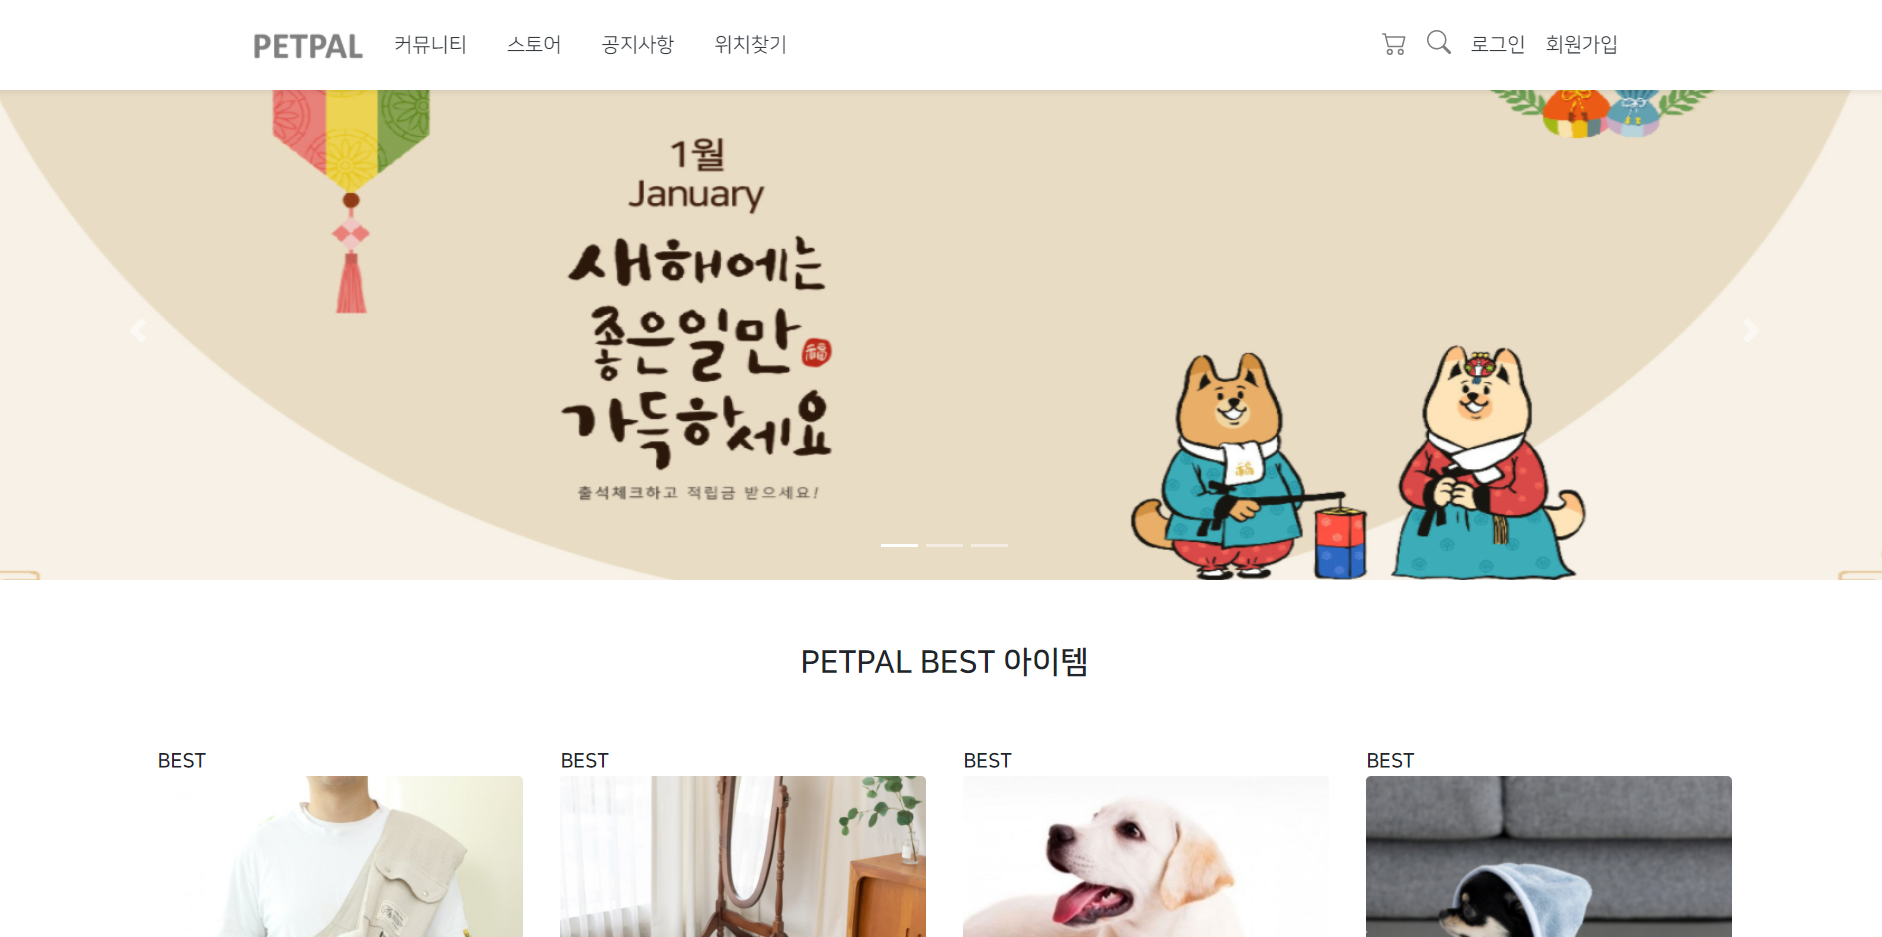 PETPAL 커뮤니티 스토어 공지사항 위치찾기 로그인 회원가입
1월
January
새해에는
좋은일만
福
가득하세요
출석체크하고 적립금 받으세요!
PETPAL BEST 아이템
BEST BEST BEST BEST